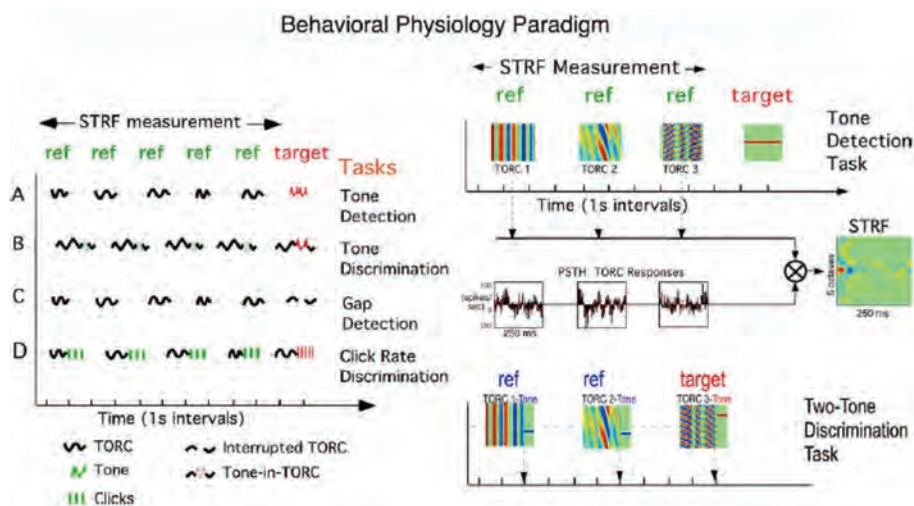 Behavioral Physiology Paradigm
STRF measurement
ref ref ref ref ref target
Tasks
A
Tone
Detection
B
Tone
Discrimination
C
Gap
Detection
D
Click Rate
Discrimination
Time (1s intervals)
TORC
Interrupted TORC
Tone
Tone-in-TORC
Clicks
STRF Measurement
ref ref ref target
TORC 1 TORC 2 TORC 3
Tone
Detection
Task
Time (1s intervals)
STRF
5 octaves
250 ms
PSTH TORC Responses
(spikes/
sec)
250 ms
ref ref target
TORC 1-Tone TORC 2-Tone TORC 3-Tone
Two-Tone
Discrimination
Task